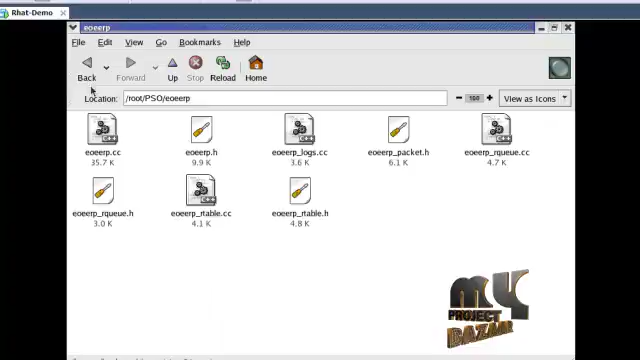 Rhat-Demo
eoeerp
File Edit View Go Bookmarks Help
Back Forward Up Stop Reload Home
Location: /root/PSO/eoeerp 100 View as Icons
eoeerp.cc eoeerp.h eoeerp_logs.cc eoeerp_packet.h eoeerp_rqueue.cc
35.7 K 9.9 K 3.6 K 6.1 K 4.7 K
eoeerp_rqueue.h eoeerp_rtable.cc eoeerp_rtable.h
3.0 K 4.1 K 4.8 K
MY
PROJECT
BAZAAR